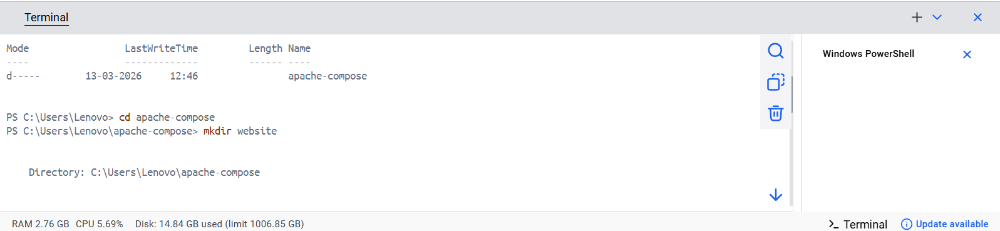 Terminal
Mode LastWriteTime Length Name
---- ------------- ------ ----
d----- 13-03-2026 12:46 apache-compose
PS C:\Users\Lenovo> cd apache-compose
PS C:\Users\Lenovo\apache-compose> mkdir website
Directory: C:\Users\Lenovo\apache-compose
Windows PowerShell
RAM 2.76 GB CPU 5.69% Disk: 14.84 GB used (limit 1006.85 GB)
>_ Terminal Update available